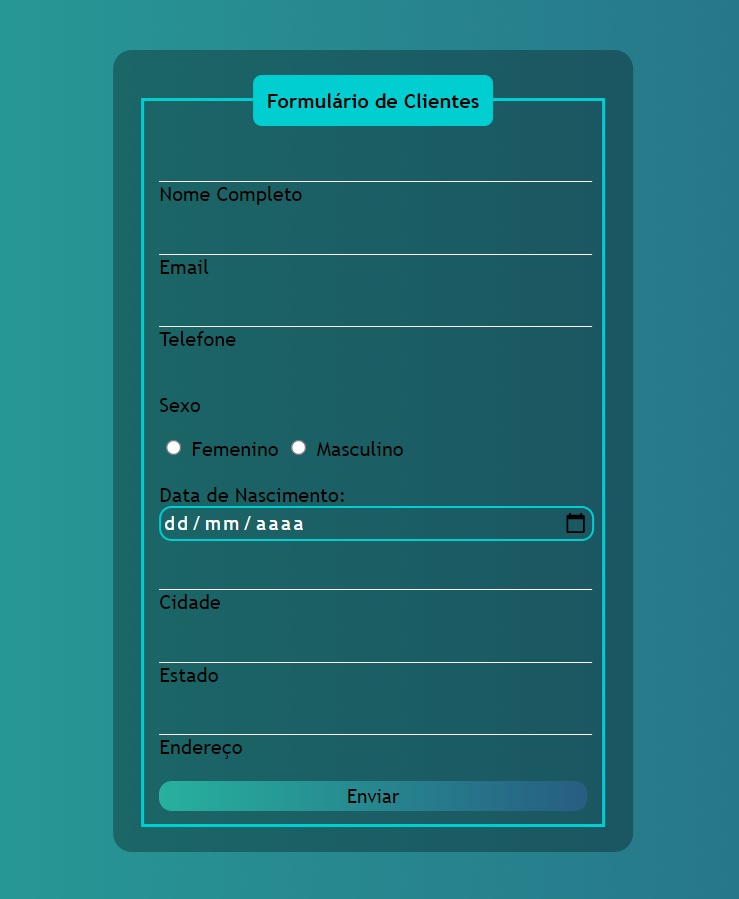 Formulário de Clientes
Nome Completo
Email
Telefone
Sexo
Femenino Masculino
Data de Nascimento:
dd/mm/aaaa
Cidade
Estado
Endereço
Enviar